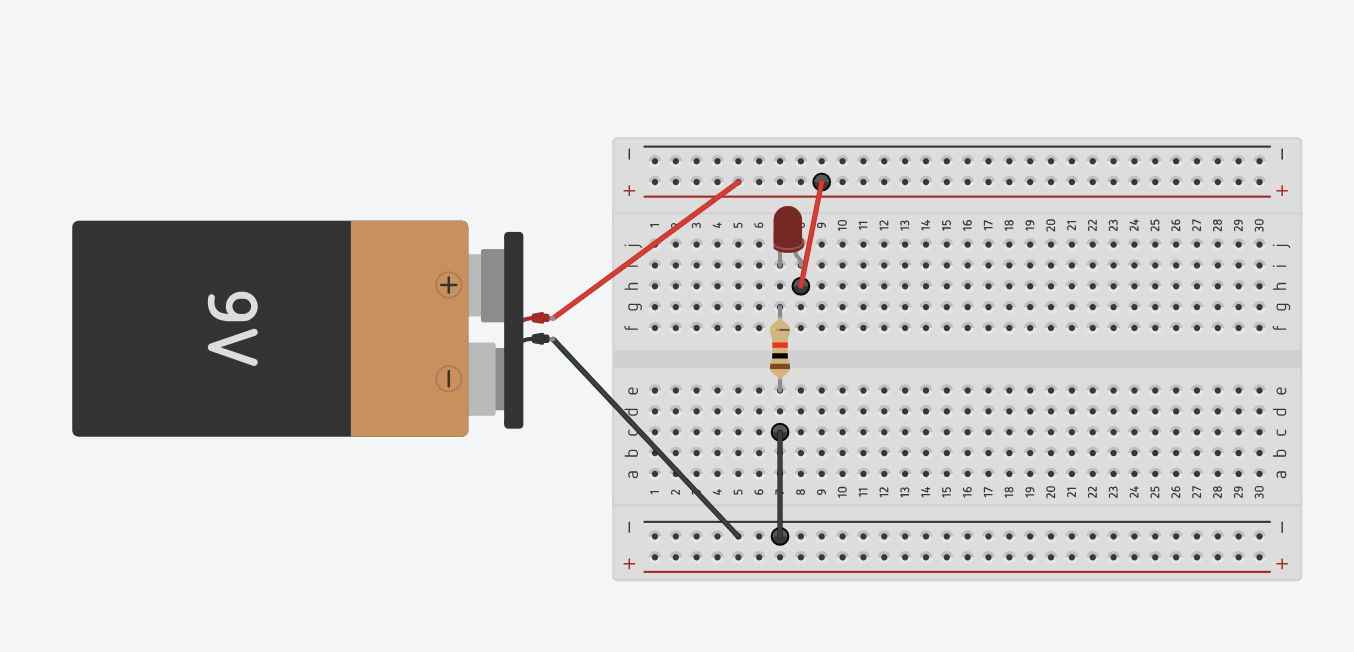 9V
+
−
− −
+ +
1 2 3 4 5 6 8 9 10 11 12 13 14 15 16 17 18 19 20 21 22 23 24 25 26 27 28 29 30
j j
i i
h h
g g
f f
e e
d d
c c
b b
a a
1 2 3 4 5 6 7 8 9 10 11 12 13 14 15 16 17 18 19 20 21 22 23 24 25 26 27 28 29 30
− −
+ +